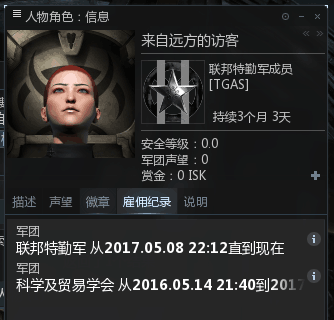 人物角色：信息
来自远方的访客
联邦特勤军成员
[TGAS]
持续3个月 3天
安全等级：0.0
军团声望：0
赏金：0 ISK
描述 声望 徽章 雇佣纪录 说明
军团
联邦特勤军 从2017.05.08 22:12直到现在
军团
科学及贸易学会 从2016.05.14 21:40到2017